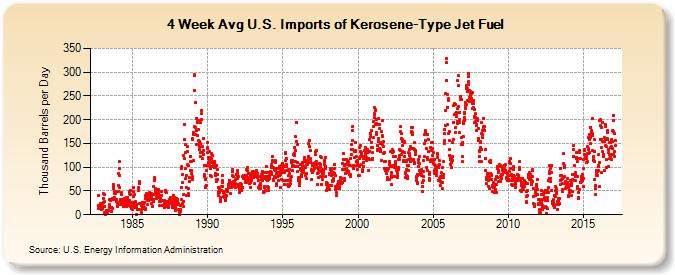 4 Week Avg U.S. Imports of Kerosene-Type Jet Fuel
Thousand Barrels per Day
350
300
250
200
150
100
50
0
1985 1990 1995 2000 2005 2010 2015
Source: U.S. Energy Information Administration